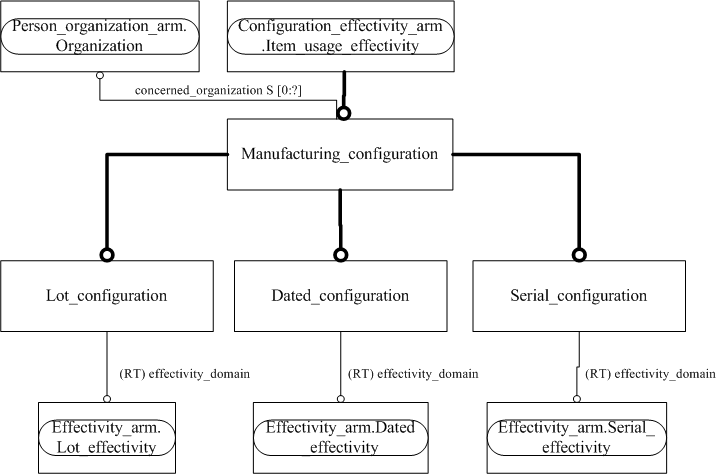 Person_organization_arm.
Organization
Configuration_effectivity_arm
.Item_usage_effectivity
concerned_organization S [0:?]
Manufacturing_configuration
Lot_configuration
Dated_configuration
Serial_configuration
(RT) effectivity_domain
(RT) effectivity_domain
(RT) effectivity_domain
Effectivity_arm.
Lot_effectivity
Effectivity_arm.Dated
_effectivity
Effectivity_arm.Serial_
effectivity